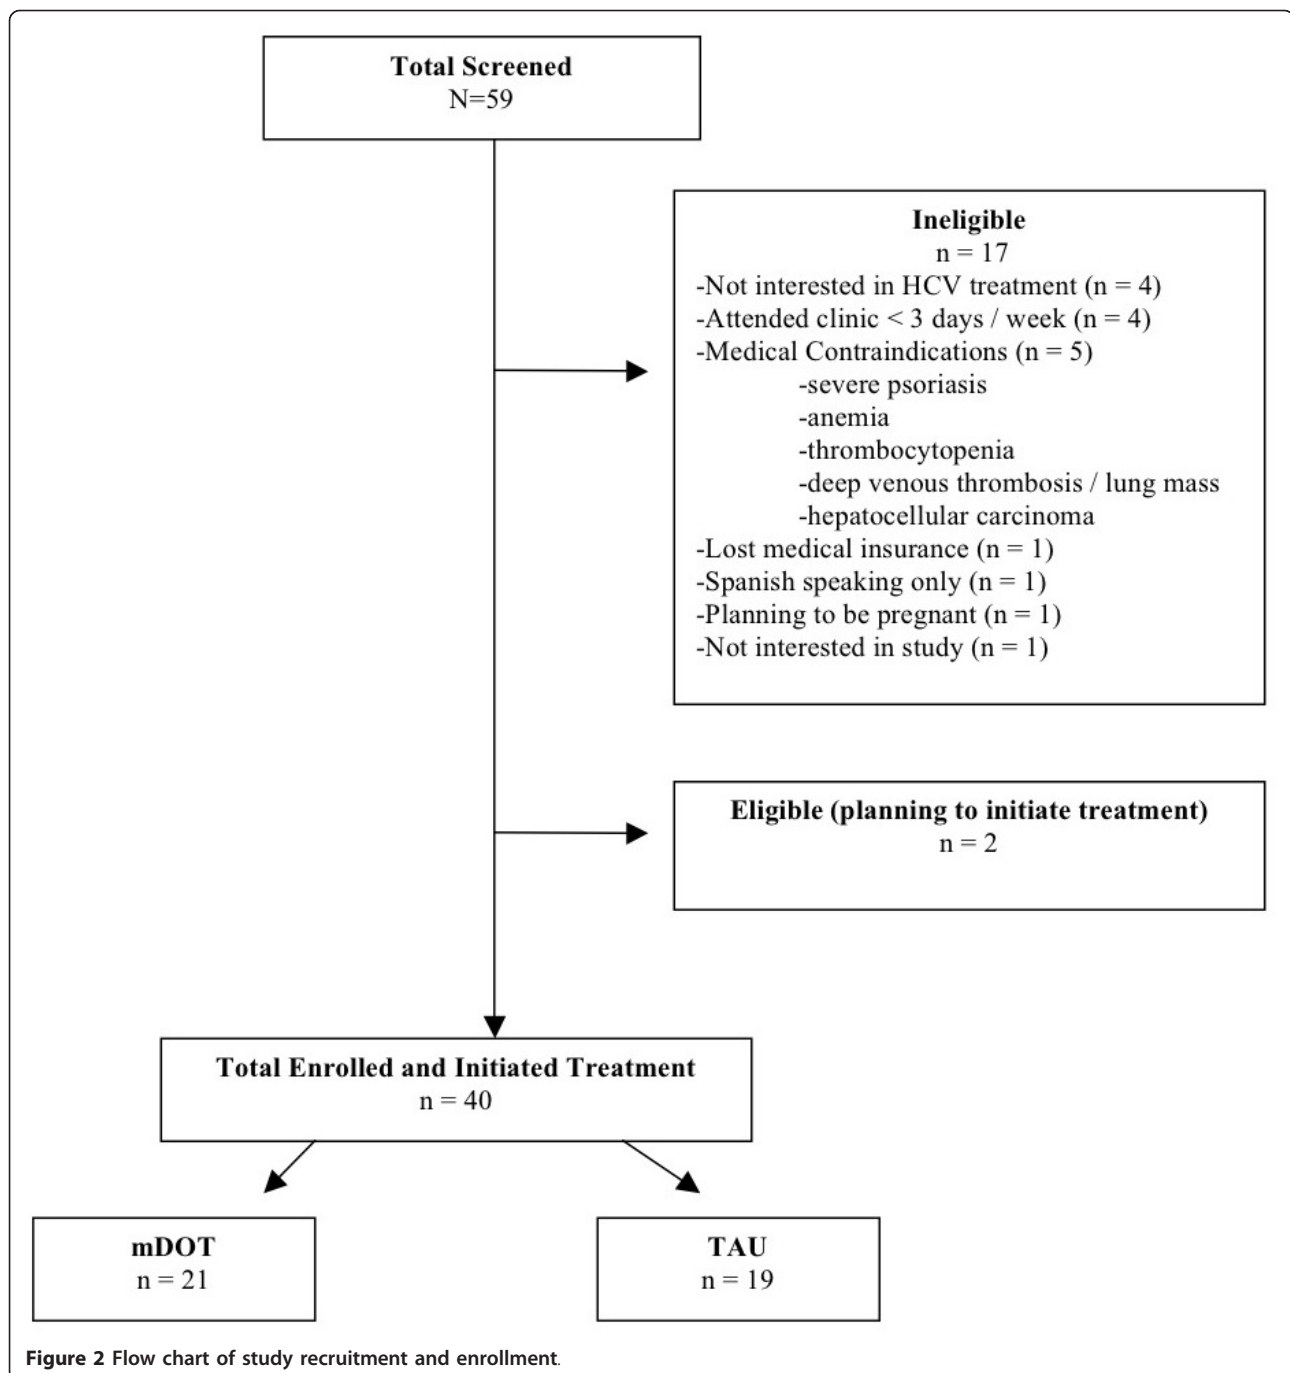 Total Screened
N=59
Ineligible
n = 17
-Not interested in HCV treatment (n = 4)
-Attended clinic < 3 days / week (n = 4)
-Medical Contraindications (n = 5)
-severe psoriasis
-anemia
-thrombocytopenia
-deep venous thrombosis / lung mass
-hepatocellular carcinoma
-Lost medical insurance (n = 1)
-Spanish speaking only (n = 1)
-Planning to be pregnant (n = 1)
-Not interested in study (n = 1)
Eligible (planning to initiate treatment)
n = 2
Total Enrolled and Initiated Treatment
n = 40
mDOT
n = 21
TAU
n = 19
Figure 2 Flow chart of study recruitment and enrollment.